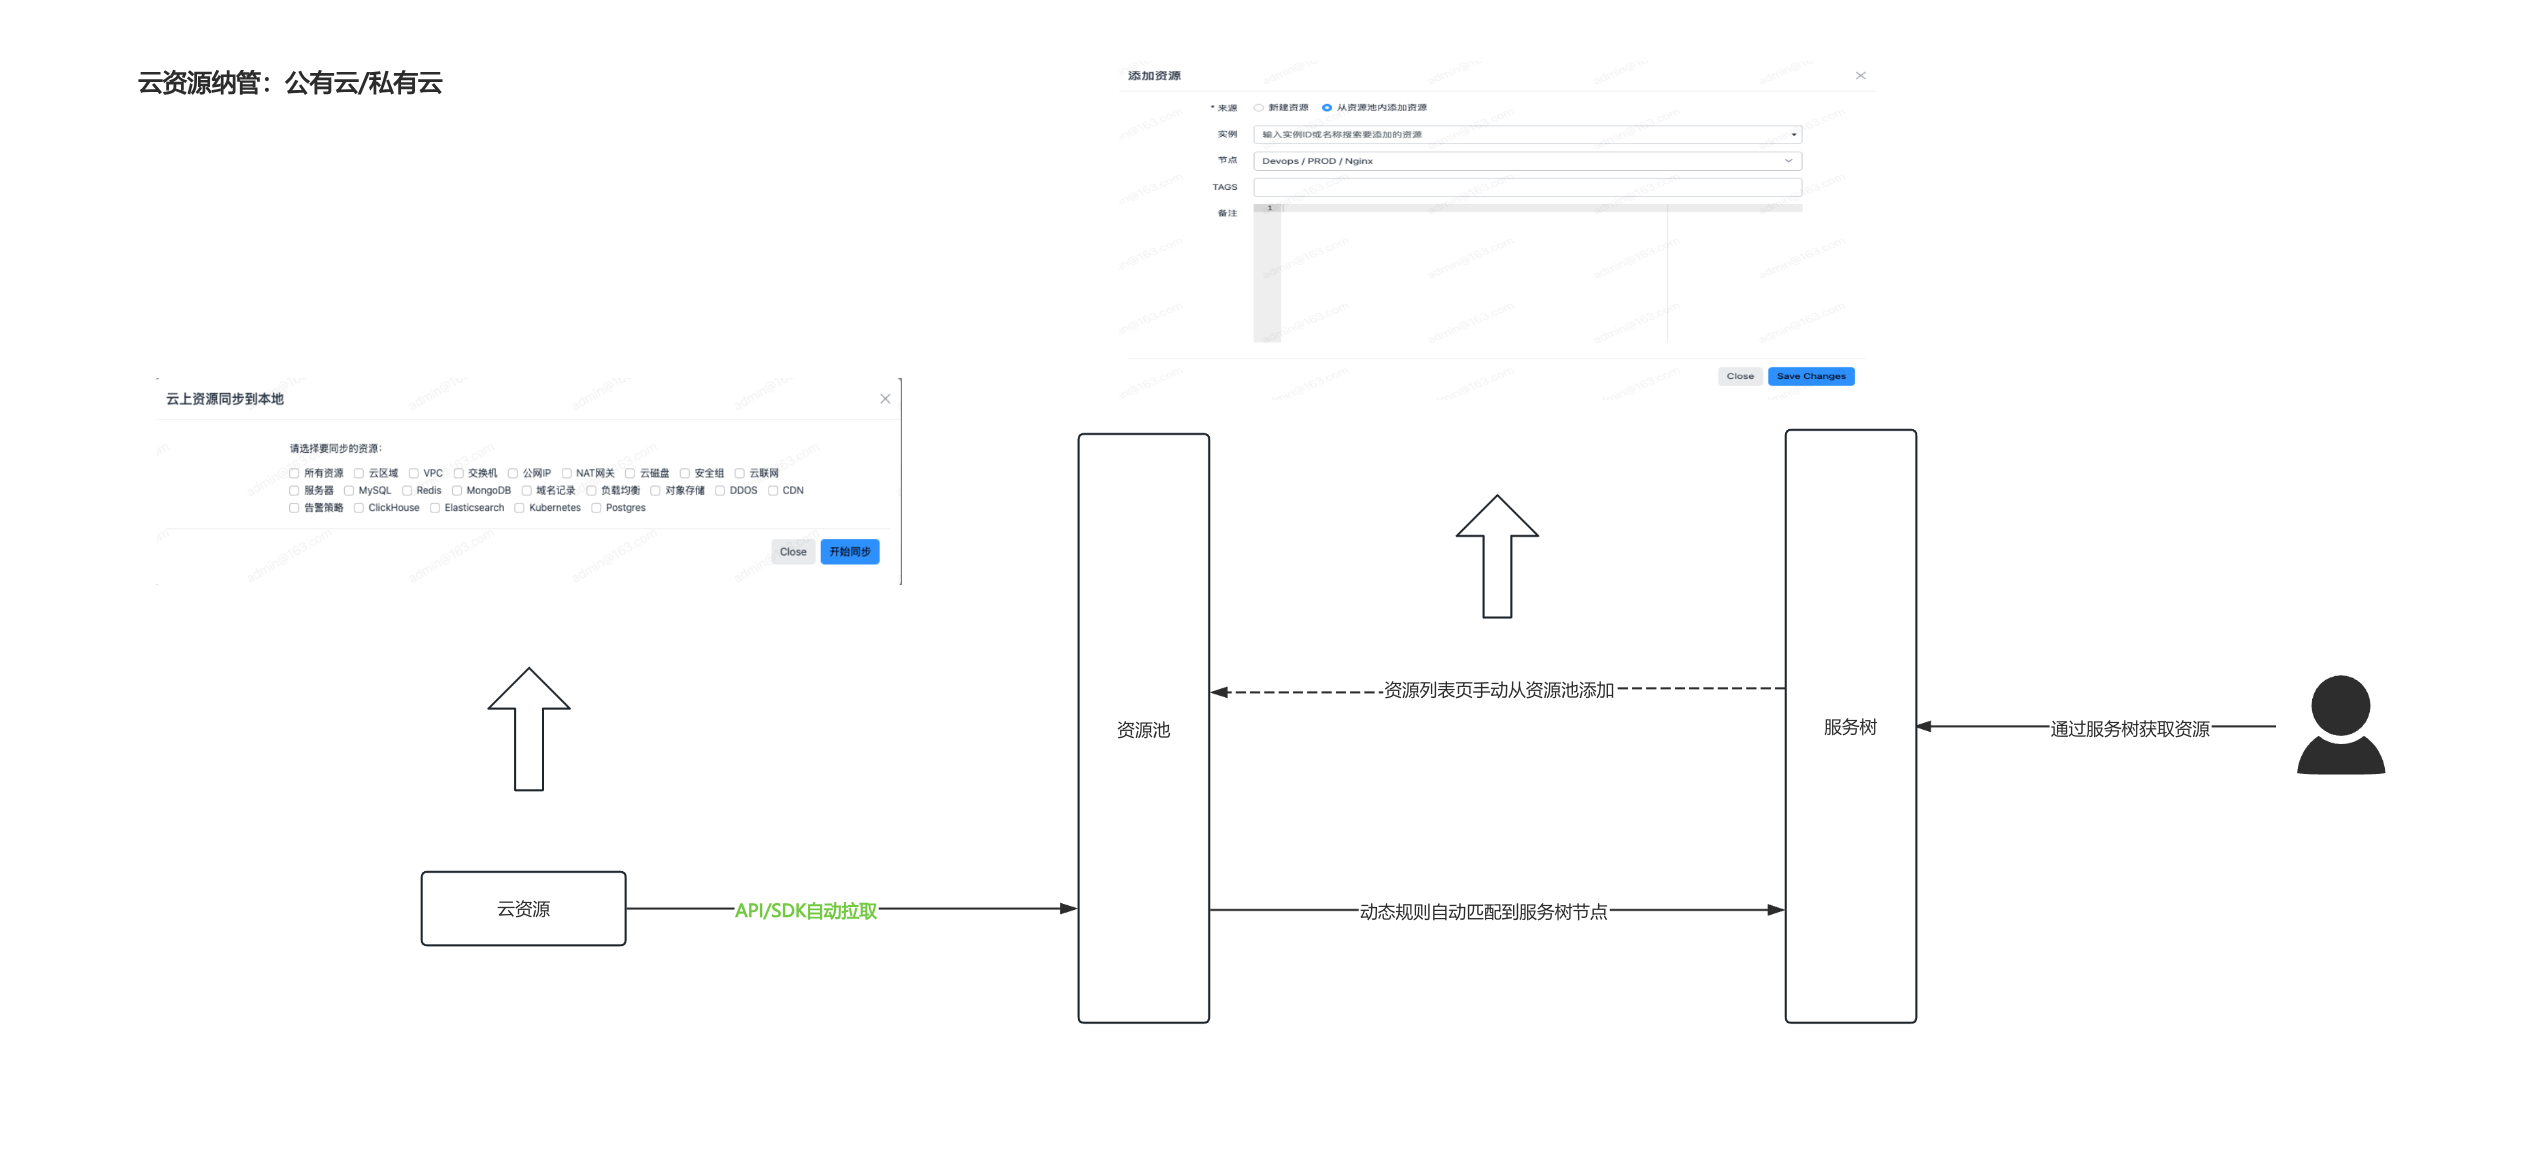 云资源纳管：公有云/私有云
添加资源
* 来源 新建资源 从资源池内添加资源
实例 输入实例ID或名称搜索要添加的资源
节点 Devops / PROD / Nginx
TAGS
备注 1
Close Save Changes
云上资源同步到本地
请选择要同步的资源：
所有资源 云区域 VPC 交换机 公网IP NAT网关 云磁盘 安全组 云联网
服务器 MySQL Redis MongoDB 域名记录 负载均衡 对象存储 DDOS CDN
告警策略 ClickHouse Elasticsearch Kubernetes Postgres
Close 开始同步
资源列表页手动从资源池添加
资源池
服务树
通过服务树获取资源
云资源
API/SDK自动拉取
动态规则自动匹配到服务树节点
admin@163.com